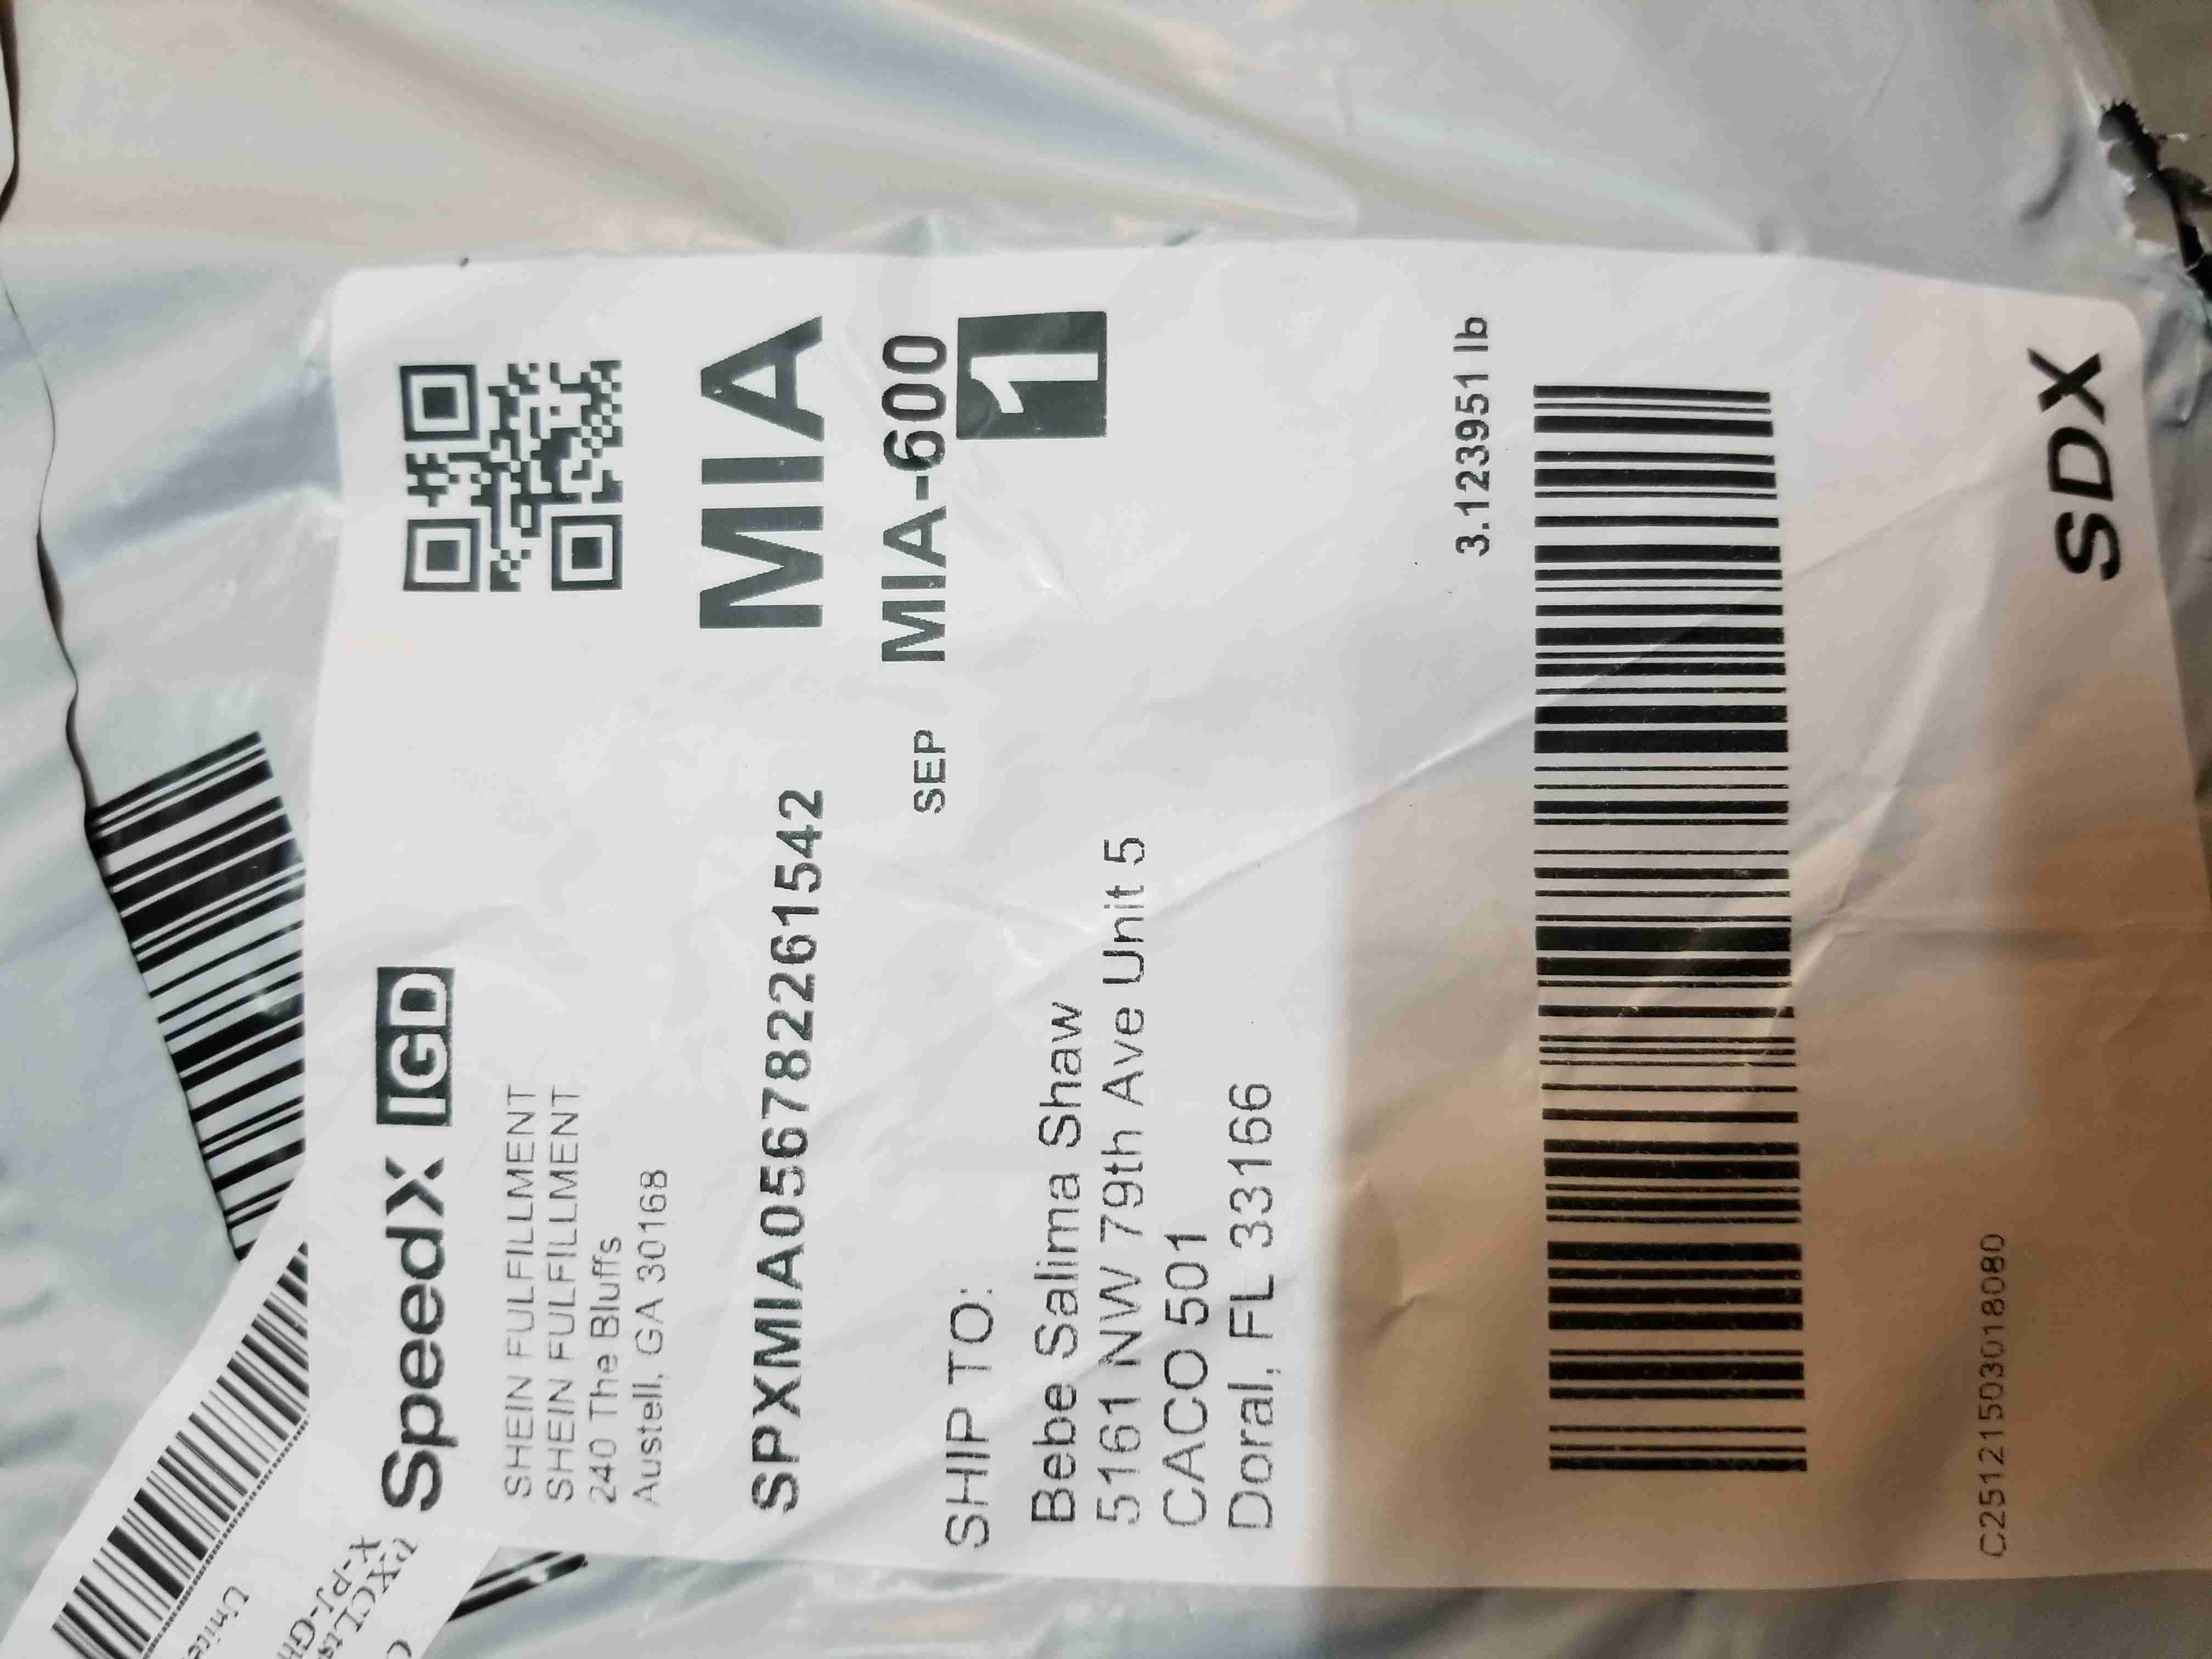 SpeedX IGD
SHEIN FULFILLMENT
SHEIN FULFILLMENT
240 The Bluffs
Austell, GA 30168
SPXMIA056782261542
MIA
SEP MIA-600
1
SHIP TO:
Bebe Salima Shaw
5161 NW 79th Ave Unit 5
CACO 501
Doral, FL 33166
3.123951 lb
C25121503018080
SDX